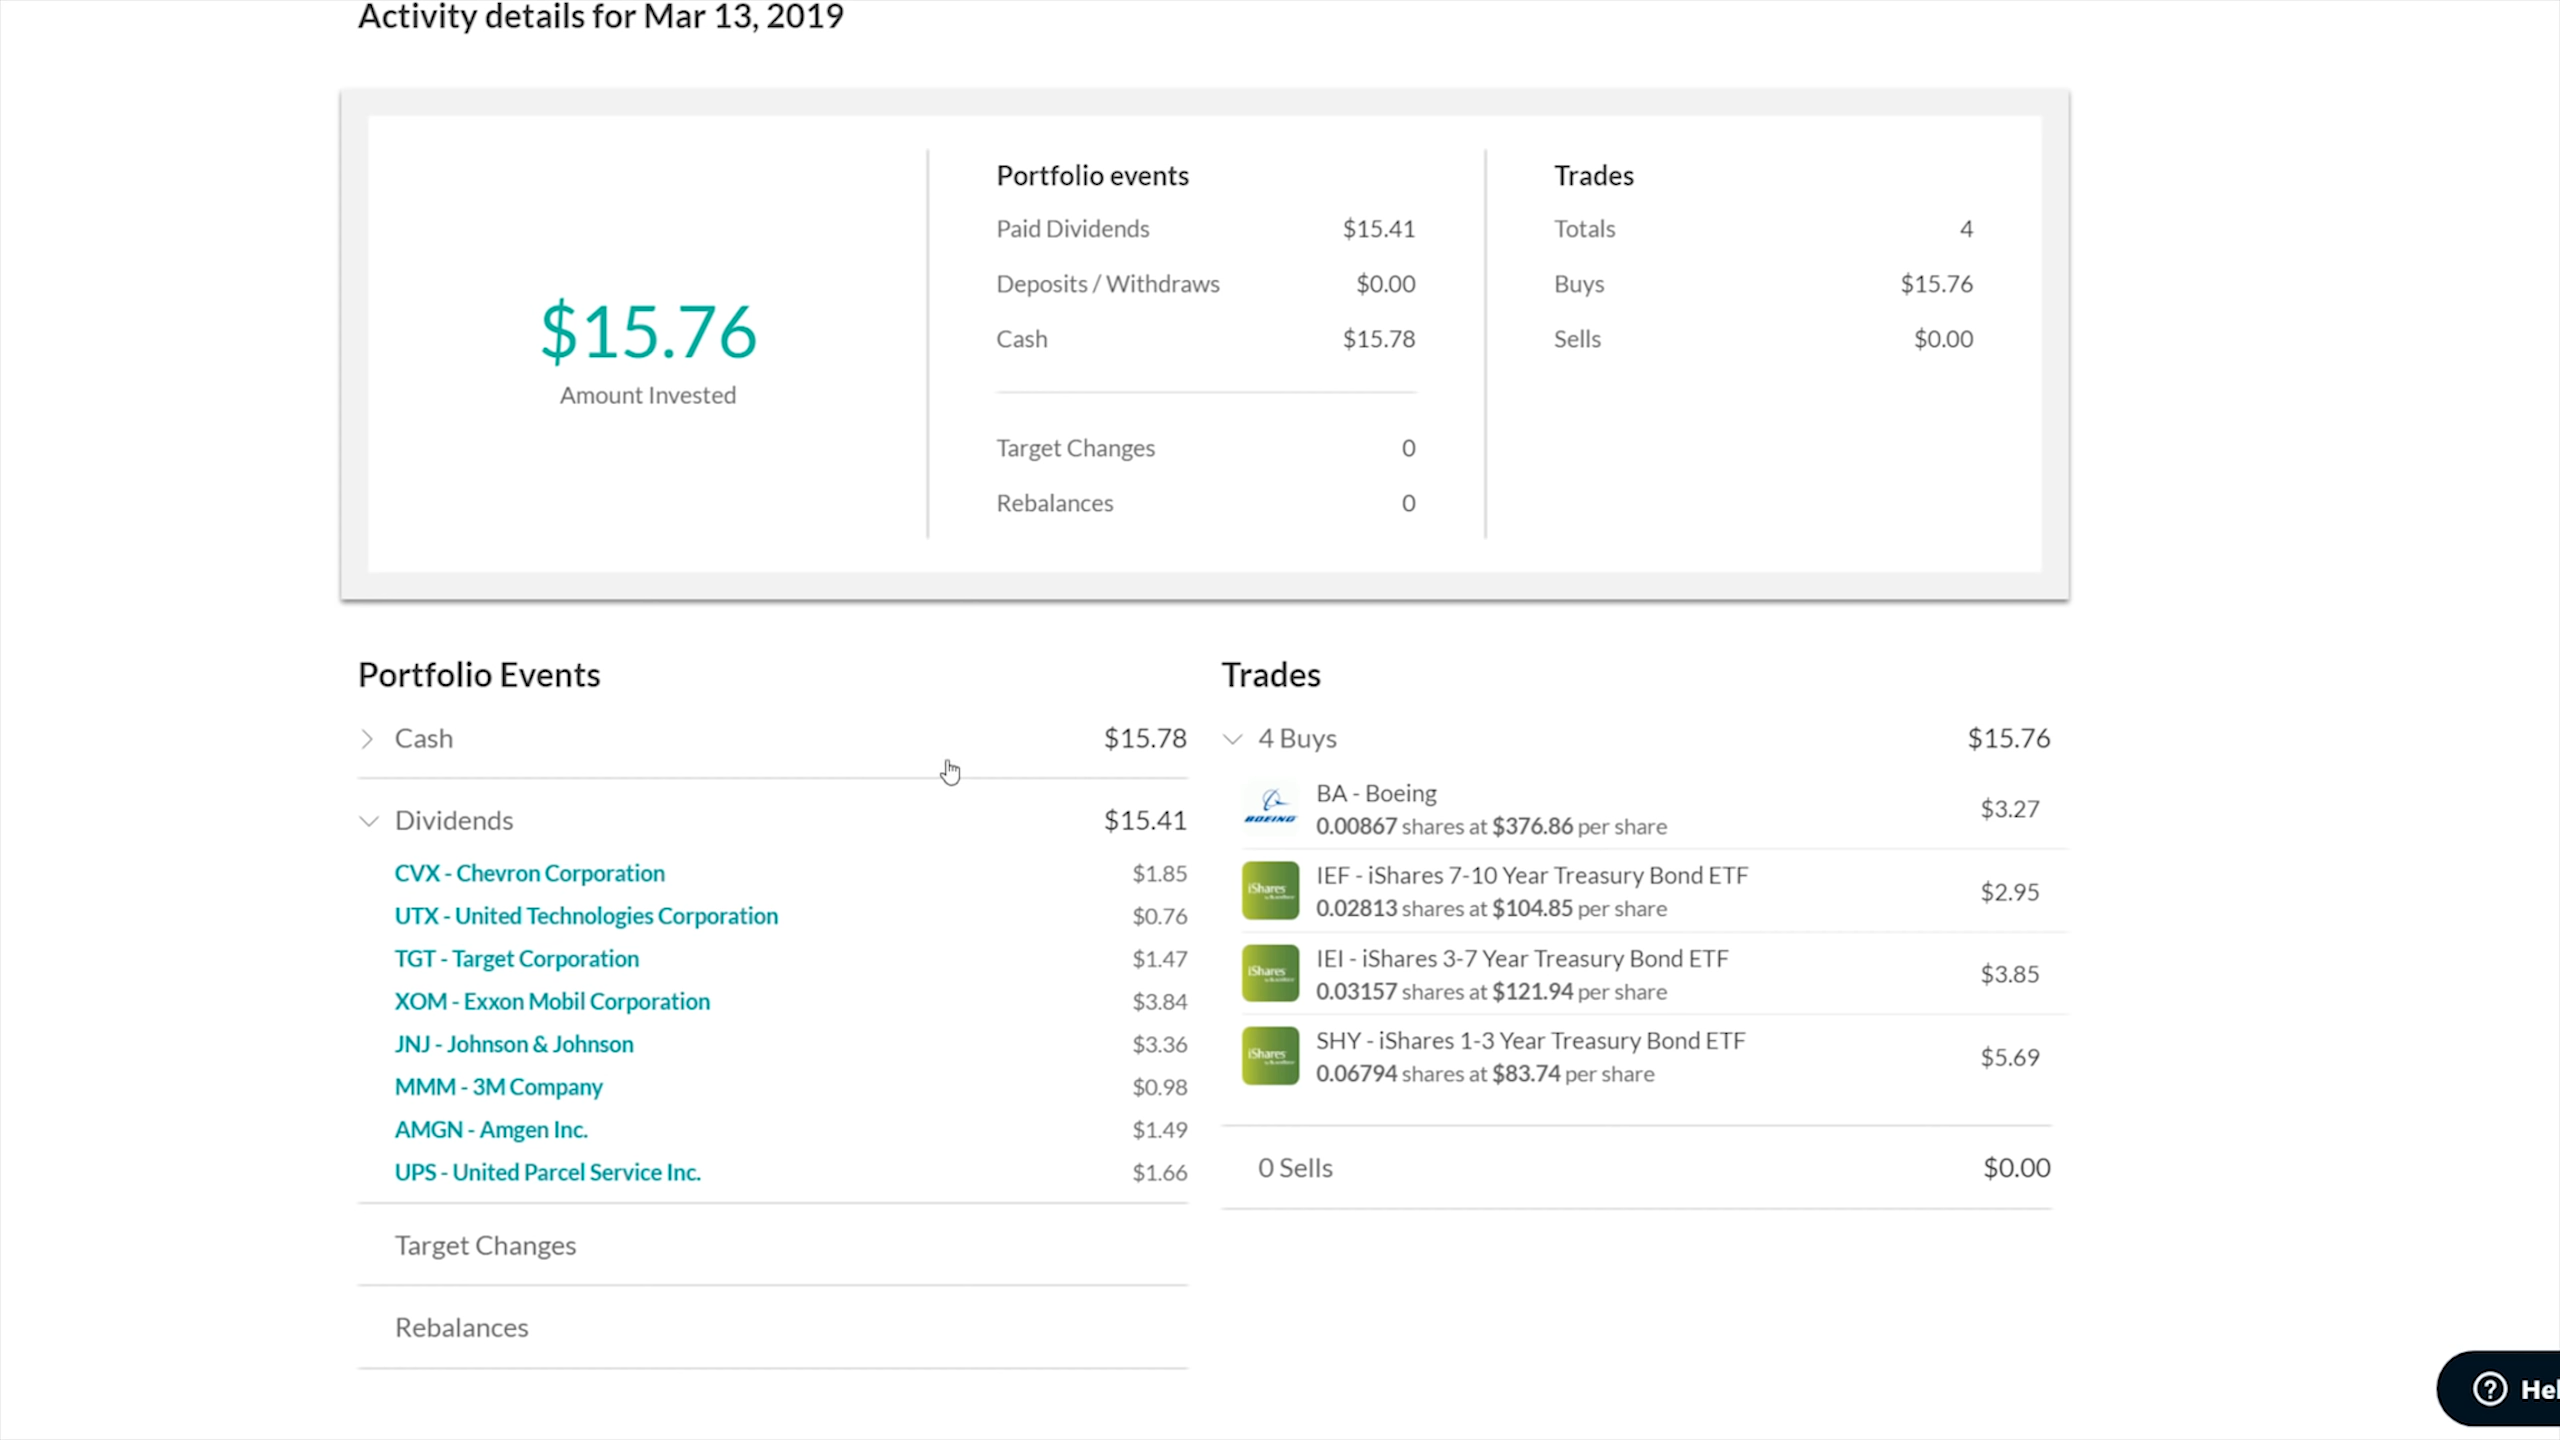 Activity details for Mar 13, 2019
$15.76
Amount Invested
Portfolio events
Paid Dividends $15.41
Deposits / Withdraws $0.00
Cash $15.78
Target Changes 0
Rebalances 0
Trades
Totals 4
Buys $15.76
Sells $0.00
Portfolio Events
Cash $15.78
Dividends $15.41
CVX - Chevron Corporation $1.85
UTX - United Technologies Corporation $0.76
TGT - Target Corporation $1.47
XOM - Exxon Mobil Corporation $3.84
JNJ - Johnson & Johnson $3.36
MMM - 3M Company $0.98
AMGN - Amgen Inc. $1.49
UPS - United Parcel Service Inc. $1.66
Target Changes
Rebalances
Trades
4 Buys $15.76
BOEING
BA - Boeing $3.27
0.00867 shares at $376.86 per share
iShares
IEF - iShares 7-10 Year Treasury Bond ETF $2.95
0.02813 shares at $104.85 per share
iShares
IEI - iShares 3-7 Year Treasury Bond ETF $3.85
0.03157 shares at $121.94 per share
iShares
SHY - iShares 1-3 Year Treasury Bond ETF $5.69
0.06794 shares at $83.74 per share
0 Sells $0.00
? Hel